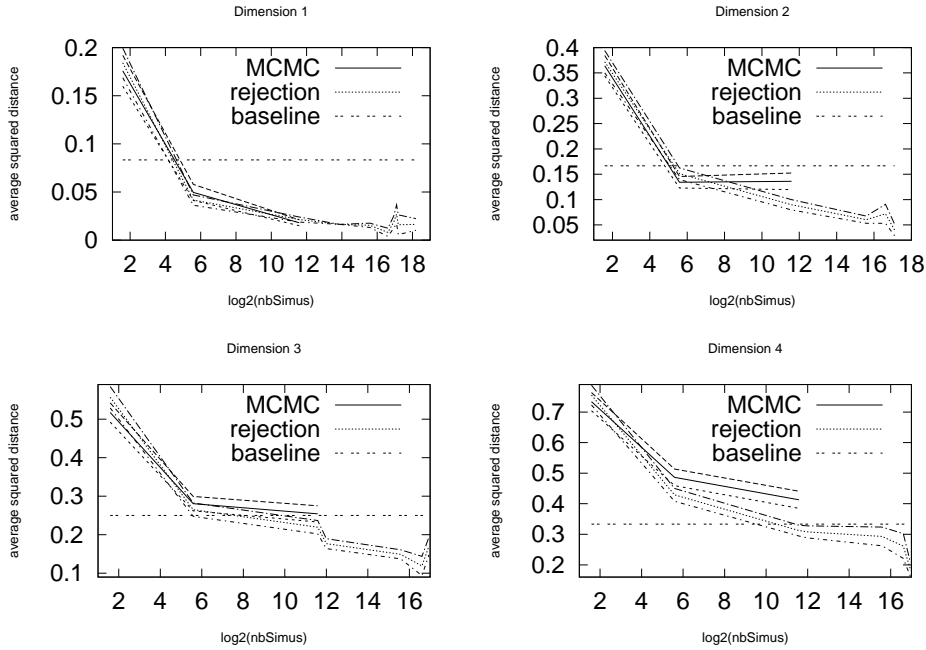 Dimension 1
average squared distance
0.2
0.15
0.1
0.05
0
MCMC
rejection
baseline
2 4 6 8 10 12 14 16 18
log2(nbSimus)
Dimension 2
average squared distance
0.4
0.35
0.30
0.25
0.20
0.15
0.10
0.05
MCMC
rejection
baseline
2 4 6 8 10 12 14 16 18
log2(nbSimus)
Dimension 3
average squared distance
0.5
0.4
0.3
0.2
0.1
MCMC
rejection
baseline
2 4 6 8 10 12 14 16
log2(nbSimus)
Dimension 4
average squared distance
0.7
0.6
0.5
0.4
0.3
0.2
MCMC
rejection
baseline
2 4 6 8 10 12 14 16
log2(nbSimus)